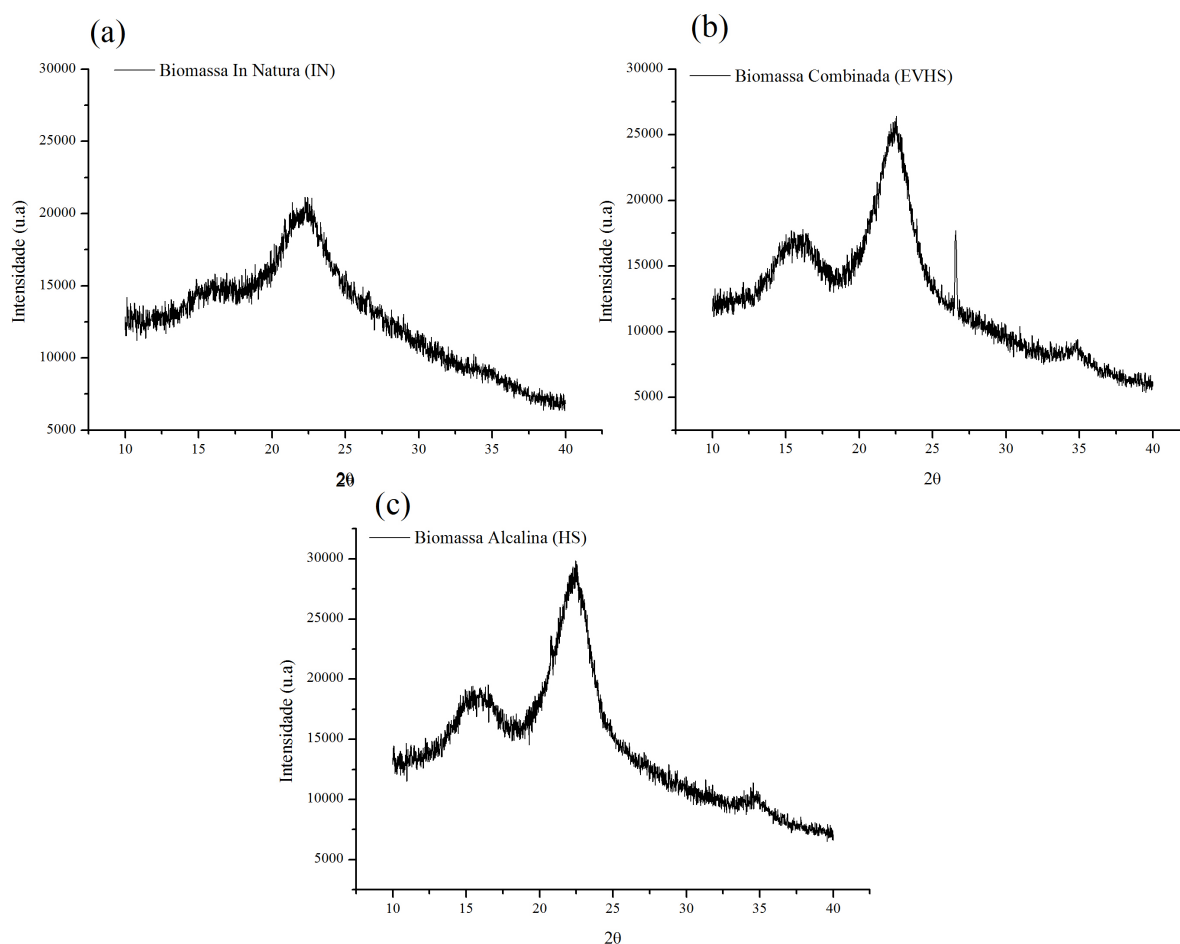 (a)
Biomassa In Natura (IN)
30000
25000
20000
15000
10000
5000
Intensidade (u.a)
10 15 20 25 30 35 40
2θ
(b)
Biomassa Combinada (EVHS)
30000
25000
20000
15000
10000
5000
Intensidade (u.a)
10 15 20 25 30 35 40
2θ
(c)
Biomassa Alcalina (HS)
30000
25000
20000
15000
10000
5000
Intensidade (u.a)
10 15 20 25 30 35 40
2θ